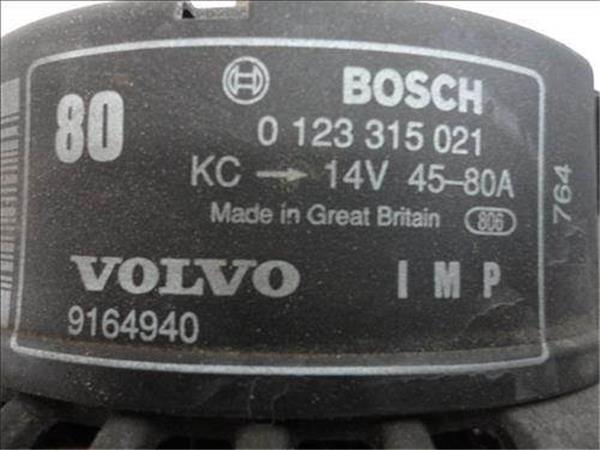 80
BOSCH
0 123 315 021
KC → 14V 45-80A
Made in Great Britain 806
764
VOLVO IMP
9164940